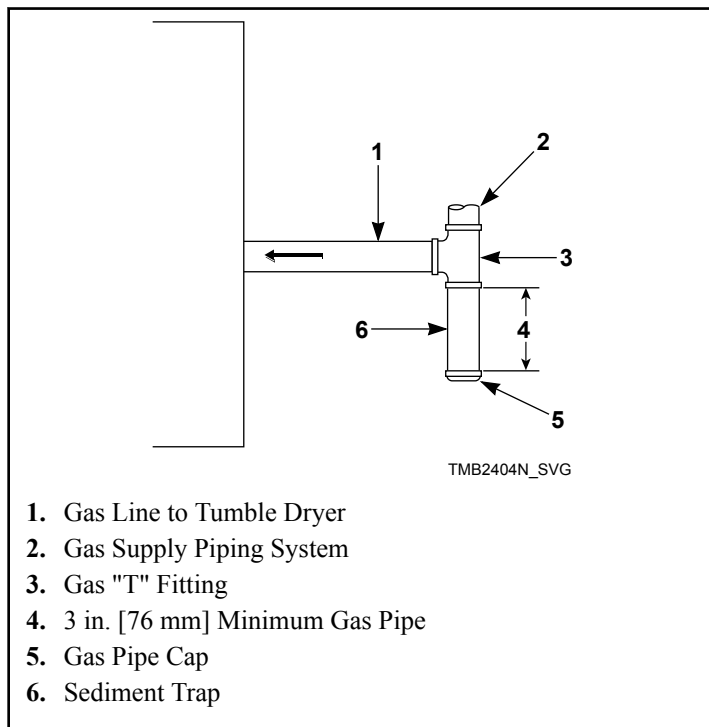 1
2
3
4
5
6
TMB2404N_SVG
1. Gas Line to Tumble Dryer
2. Gas Supply Piping System
3. Gas "T" Fitting
4. 3 in. [76 mm] Minimum Gas Pipe
5. Gas Pipe Cap
6. Sediment Trap